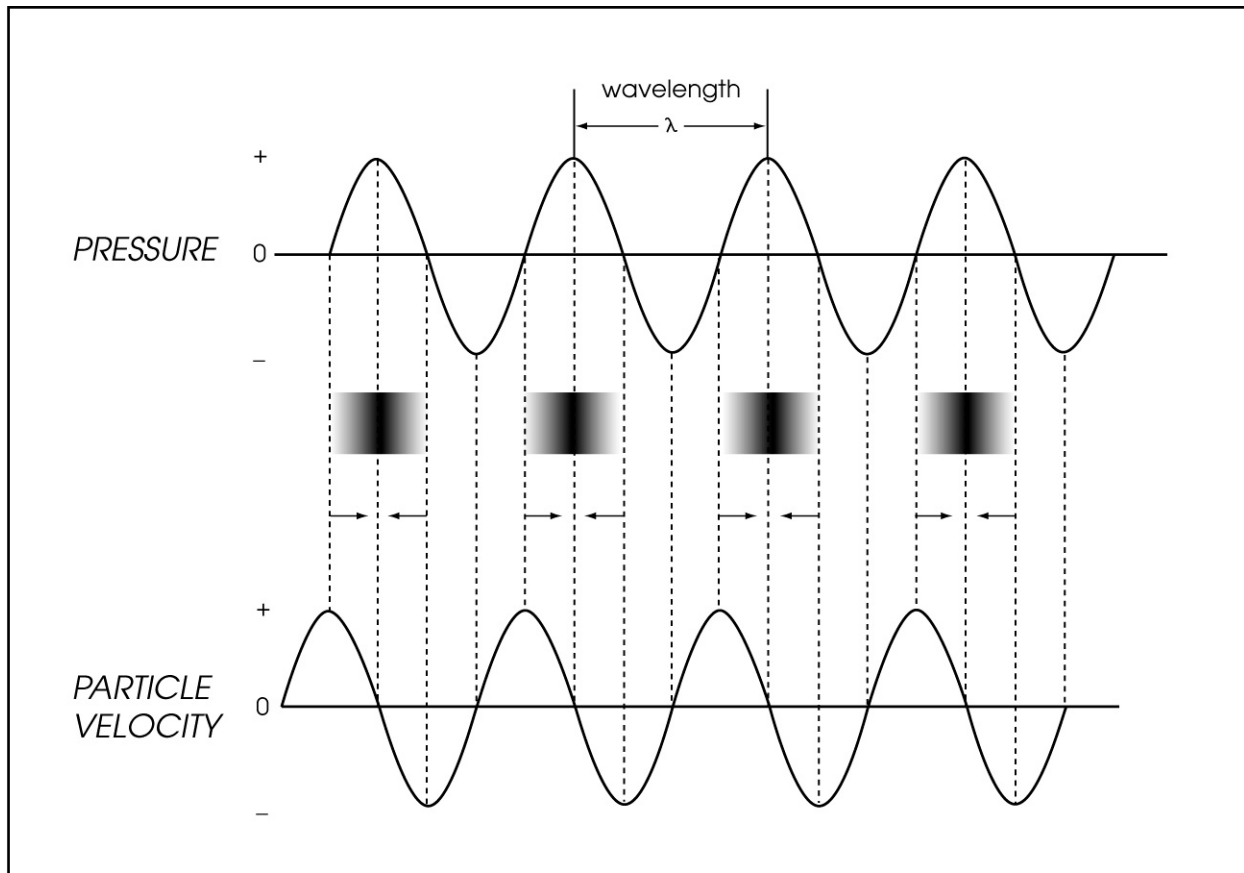 wavelength
λ
+
PRESSURE 0
–
+
PARTICLE
VELOCITY
0
–